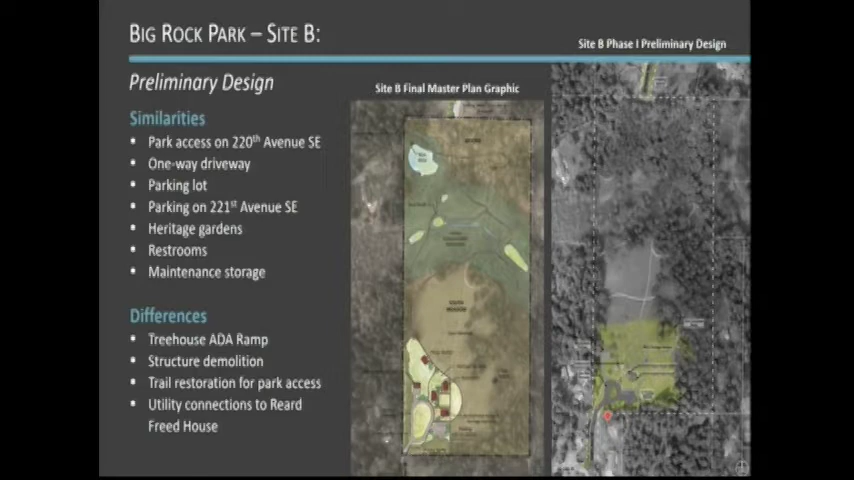 BIG ROCK PARK – SITE B:
Site B Phase I Preliminary Design
Preliminary Design
Site B Final Master Plan Graphic
Similarities
• Park access on 220th Avenue SE
• One-way driveway
• Parking lot
• Parking on 221st Avenue SE
• Heritage gardens
• Restrooms
• Maintenance storage
Differences
• Treehouse ADA Ramp
• Structure demolition
• Trail restoration for park access
• Utility connections to Reard
Freed House